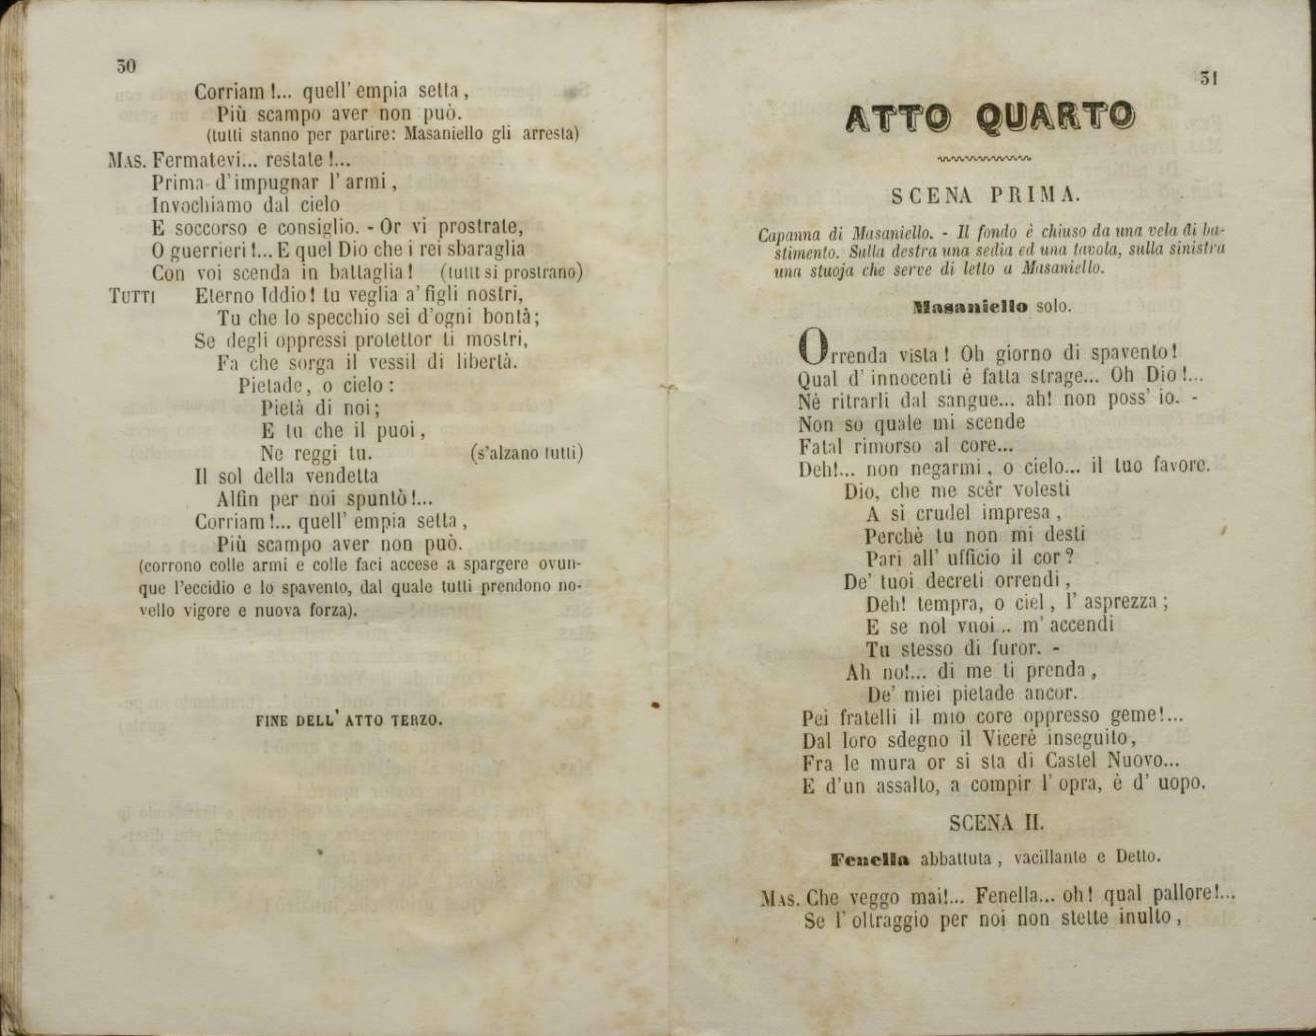 30
Corriam!... quell' empia setta,
Più scampo aver non può.
(tutti stanno per partire: Masaniello gli arresta)
MAS. Fermatevi... restate!...
Prima d'impugnar l'armi,
Invochiamo dal cielo
E soccorso e consiglio. - Or vi prostrate,
O guerrieri!... E quel Dio che i rei sbaraglia
Con voi scenda in battaglia! (tutti si prostrano)
TUTTI Eterno Iddio! tu veglia a' figli nostri,
Tu che lo specchio sei d'ogni bontà;
Se degli oppressi protettor ti mostri,
Fa che sorga il vessil di libertà.
Pietade, o cielo:
Pietà di noi;
E tu che il puoi,
Ne reggi tu. (s'alzano tutti)
Il sol della vendetta
Alfin per noi spuntò!...
Corriam!... quell' empia setta,
Più scampo aver non può.
(corrono colle armi e colle faci accese a spargere ovun-
que l'eccidio e lo spavento, dal quale tutti prendono no-
vello vigore e nuova forza).
FINE DELL' ATTO TERZO.
31
ATTO QUARTO
SCENA PRIMA.
Capanna di Masaniello. - Il fondo è chiuso da una vela di ba-
stimento. Sulla destra una sedia ed una tavola, sulla sinistra
una stuoja che serve di letto a Masaniello.
Masaniello solo.
Orrenda vista! Oh giorno di spavento!
Qual d'innocenti è fatta strage... Oh Dio!...
Nè ritrarli dal sangue... ah! non poss' io. -
Non so quale mi scende
Fatal rimorso al core...
Deh!... non negarmi, o cielo... il tuo favore.
Dio, che me scêr volesti
A sì crudel impresa,
Perchè tu non mi desti
Pari all' ufficio il cor?
De' tuoi decreti orrendi,
Deh! tempra, o ciel, l'asprezza;
E se nol vuoi... m'accendi
Tu stesso di furor. -
Ah no!... di me ti prenda,
De' miei pietade ancor.
Pei fratelli il mio core oppresso geme!...
Dal loro sdegno il Vicerè inseguito,
Fra le mura or si sta di Castel Nuovo...
E d'un assalto, a compir l'opra, è d' uopo.
SCENA II.
Fenella abbattuta, vacillante e Detto.
MAS. Che veggo mai!... Fenella... oh! qual pallore!...
Se l' oltraggio per noi non stette inulto,